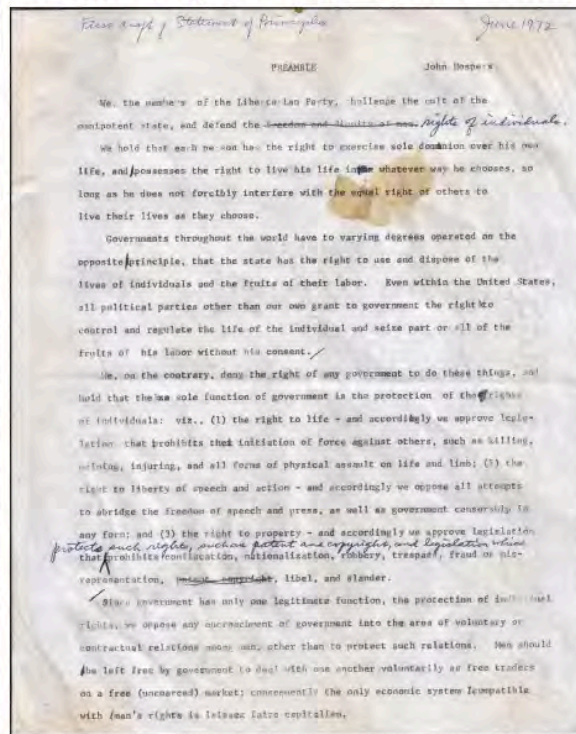 First draft of Statement of Principles June 1972
PREAMBLE John Hospers
We, the members of the Libertarian Party, challenge the cult of the
omnipotent state, and defend the freedom and dignity of man. rights of individuals.
We hold that each person has the right to exercise sole dominion over his own
life, and possesses the right to live his life in whatever way he chooses, so
long as he does not forcibly interfere with the equal right of others to
live their lives as they choose.
Governments throughout the world have to varying degrees operated on the
opposite principle, that the state has the right to use and dispose of the
lives of individuals and the fruits of their labor. Even within the United States,
all political parties other than our own grant to government the right to
control and regulate the life of the individual and seize part or all of the
fruits of his labor without his consent.
We, on the contrary, deny the right of any government to do these things, and
hold that the sole function of government is the protection of the rights
of individuals: viz., (1) the right to life - and accordingly we approve legis-
lation that prohibits the initiation of force against others, such as killing,
maiming, injuring, and all forms of physical assault on life and limb; (2) the
right to liberty of speech and action - and accordingly we oppose all attempts
to abridge the freedom of speech and press, as well as government censorship in
any form; and (3) the right to property - and accordingly we approve legislation
protects such rights, such as patent and copyright, and legislation which
that prohibits confiscation, nationalization, robbery, trespass, fraud or mis-
representation, patent, copyright, libel, and slander.
Since government has only one legitimate function, the protection of individual
rights, we oppose any encroachment of government into the area of voluntary or
contractual relations among men, other than to protect such relations. Men should
be left free by government to deal with one another voluntarily as free traders
on a free (uncoerced) market; consequently the only economic system compatible
with man's rights is laissez faire capitalism.